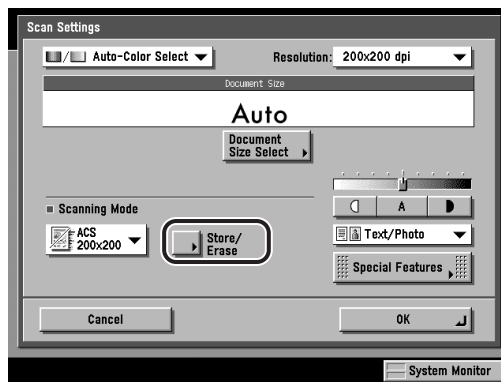 Scan Settings
Auto-Color Select
Resolution: 200x200 dpi
Document Size
Auto
Document
Size Select
Scanning Mode
A
ACS
200x200
Store/
Erase
Text/Photo
Special Features
Cancel
OK
System Monitor